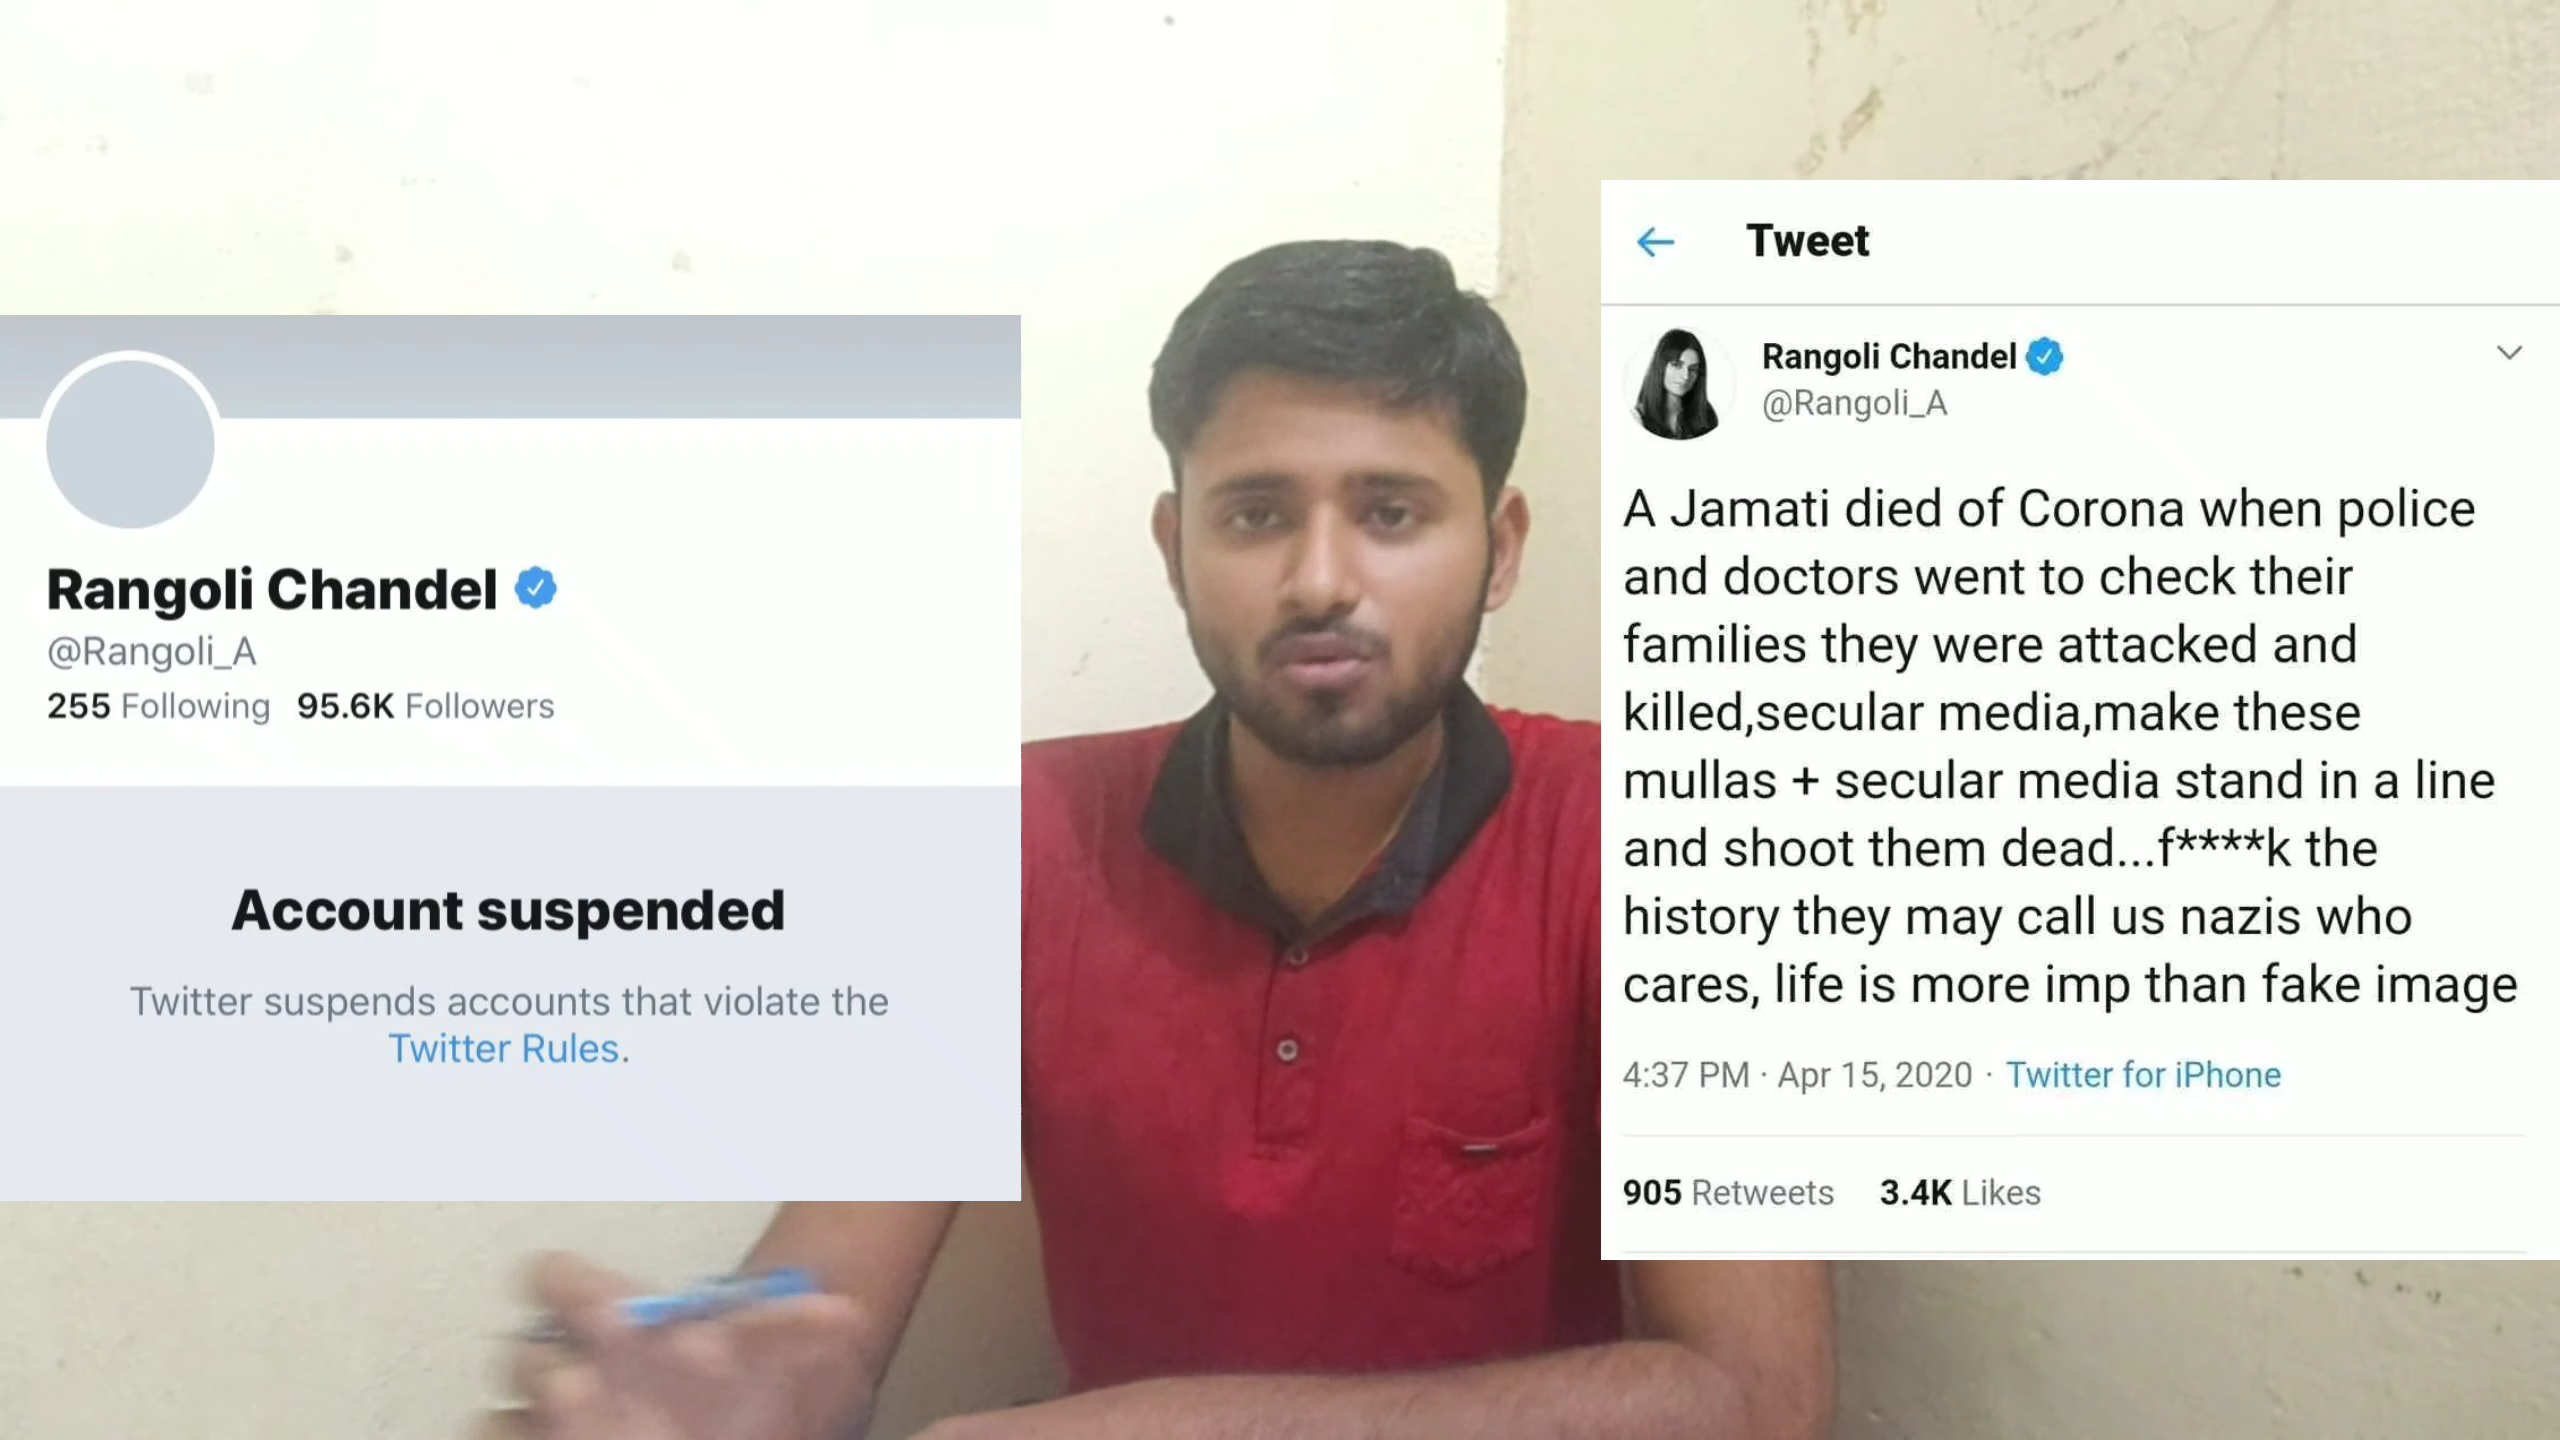 Rangoli Chandel
@Rangoli_A
255 Following 95.6K Followers
Account suspended
Twitter suspends accounts that violate the
Twitter Rules.
Tweet
Rangoli Chandel
@Rangoli_A
A Jamati died of Corona when police
and doctors went to check their
families they were attacked and
killed,secular media,make these
mullas + secular media stand in a line
and shoot them dead...f****k the
history they may call us nazis who
cares, life is more imp than fake image
4:37 PM · Apr 15, 2020 · Twitter for iPhone
905 Retweets 3.4K Likes